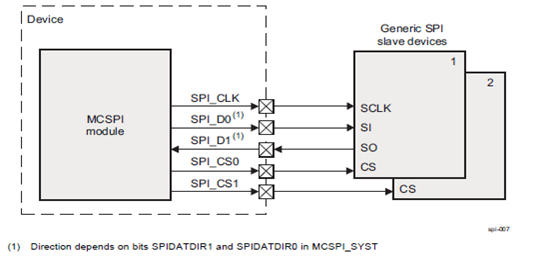 Device
Generic SPI
slave devices
1
2
MCSPI
module
SPI_CLK
SPI_D0(1)
SPI_D1(1)
SPI_CS0
SPI_CS1
SCLK
SI
SO
CS
CS
spi-007
(1) Direction depends on bits SPIDATDIR1 and SPIDATDIR0 in MCSPI_SYST